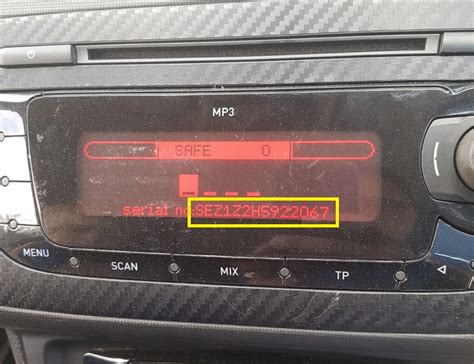 MP3
SAFE 0
serial no SEZ1Z2H5922067
MENU
SCAN
MIX
TP